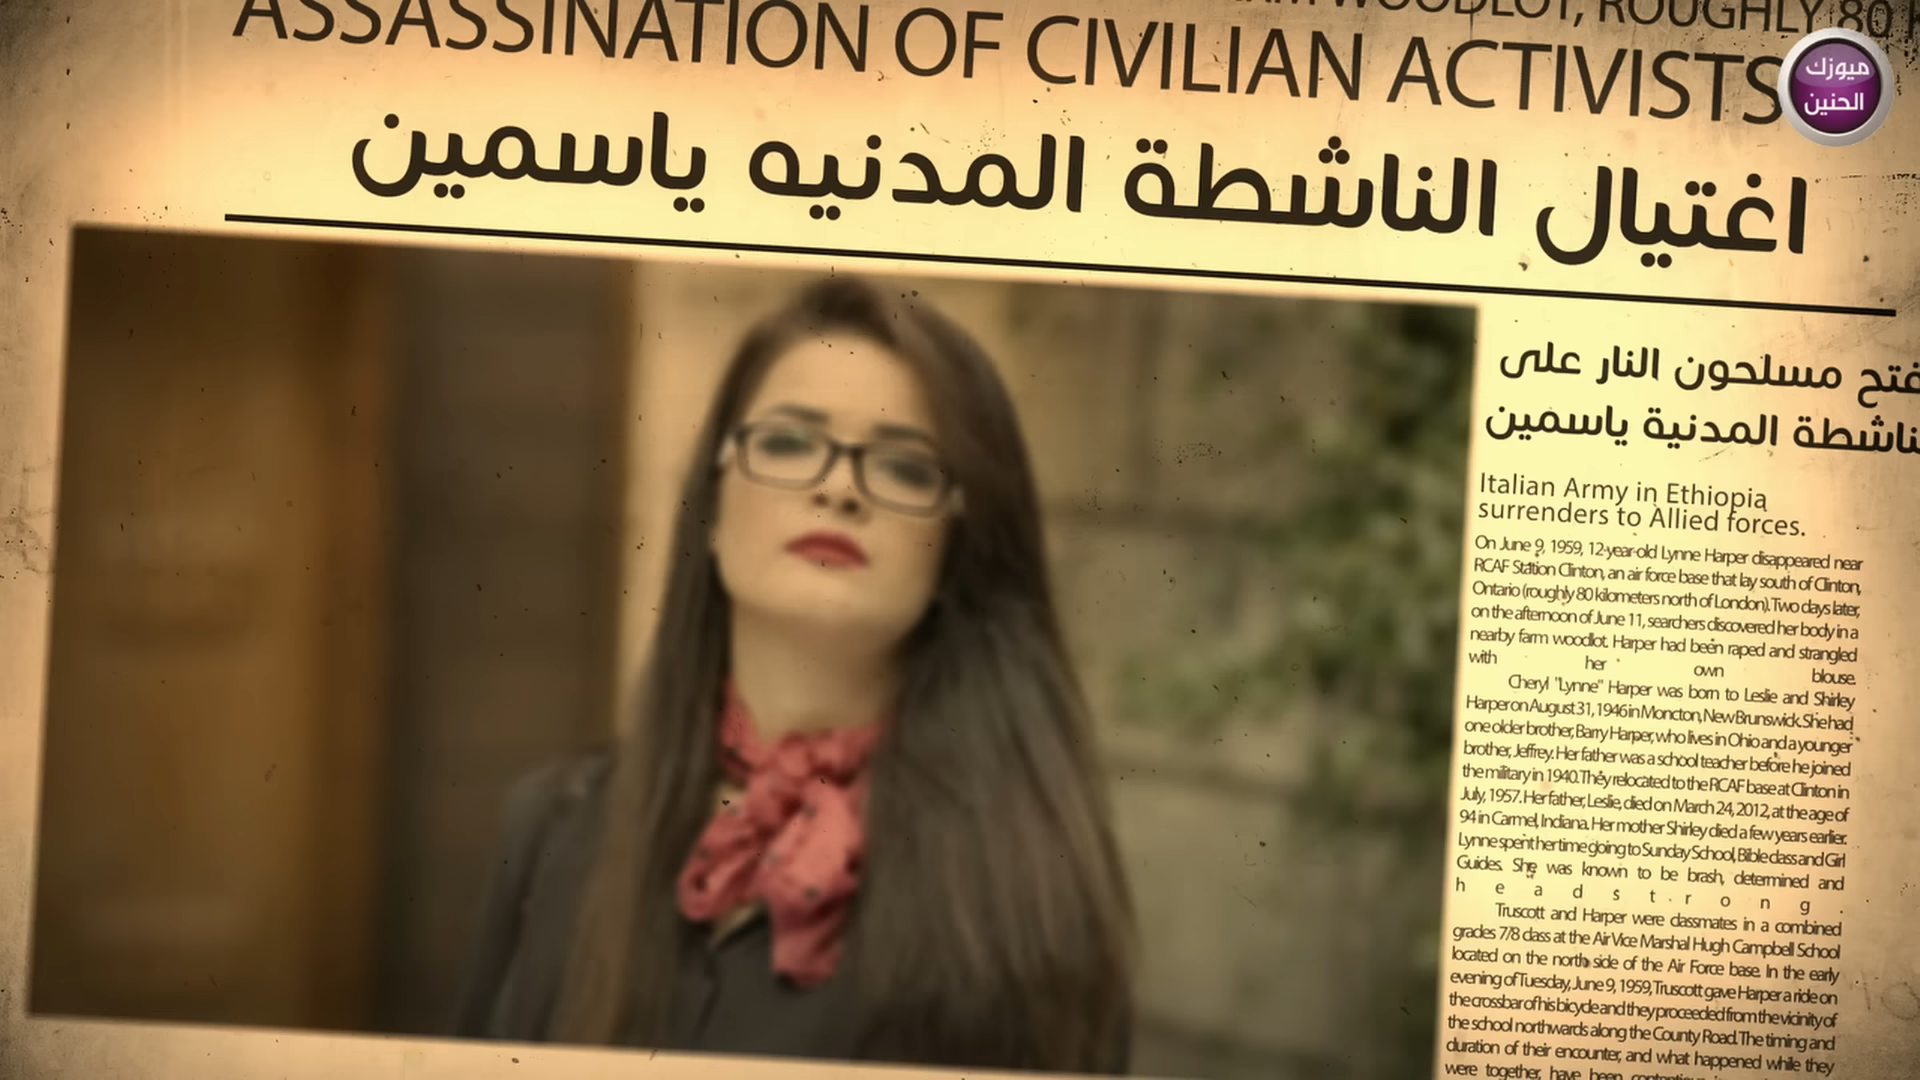 WOODLOT, ROUGHLY 80
ASSASSINATION OF CIVILIAN ACTIVISTS
ميوزك
الحنين
اغتيال الناشطة المدنيه ياسمين
مسلحون النار على
المدنية ياسمين
Italian Army in Ethiopia
surrenders to Allied forces.
On June 9, 1959, 12-year-old Lynne Harper disappeared near
RCAF Station Clinton, an air force base that lay south of Clinton,
Ontario (roughly 80 kilometers north of London). Two days later,
on the afternoon of June 11, searchers discovered her body in a
nearby farm woodlot. Harper had been raped and strangled
with her own blouse.
Cheryl "Lynne" Harper was born to Leslie and Shirley
Harper on August 31, 1946 in Moncton, New Brunswick. She had
one older brother, Barry Harper, who lives in Ohio and a younger
brother, Jeffrey. Her father was a school teacher before he joined
the military in 1940. They relocated to the RCAF base at Clinton in
July, 1957. Her father, Leslie, died on March 24, 2012, at the age of
94 in Carmel, Indiana. Her mother Shirley died a few years earlier.
Lynne spent her time going to Sunday School, Bible class and Girl
Guides. She was known to be brash, determined and
headstrong.
Truscott and Harper were classmates in a combined
grades 7/8 class at the Air Vice Marshal Hugh Campbell School
located on the north side of the Air Force base. In the early
evening of Tuesday, June 9, 1959, Truscott gave Harper a ride on
the crossbar of his bicycle and they proceeded from the vicinity of
the school northwards along the County Road. The timing and
duration of their encounter, and what happened while they
were together, have been